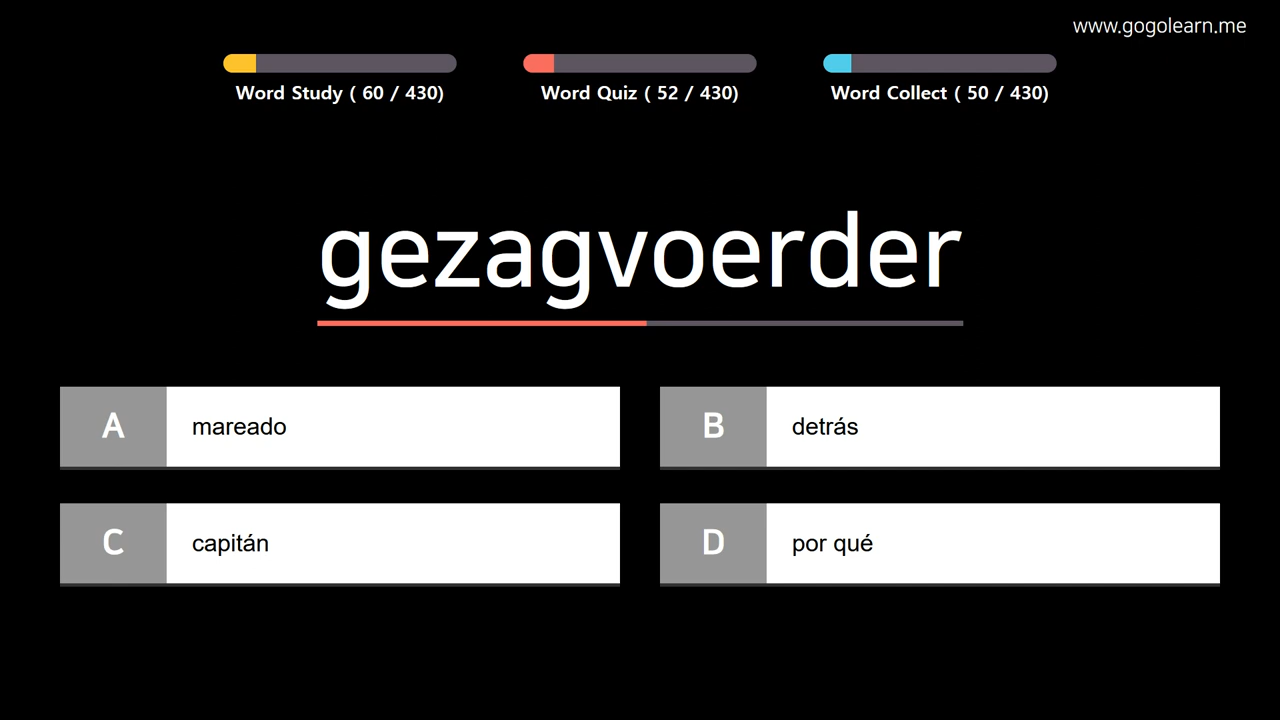 www.gogolearn.me
Word Study ( 60 / 430)
Word Quiz ( 52 / 430)
Word Collect ( 50 / 430)
gezagvoerder
A mareado
B detrás
C capitán
D por qué